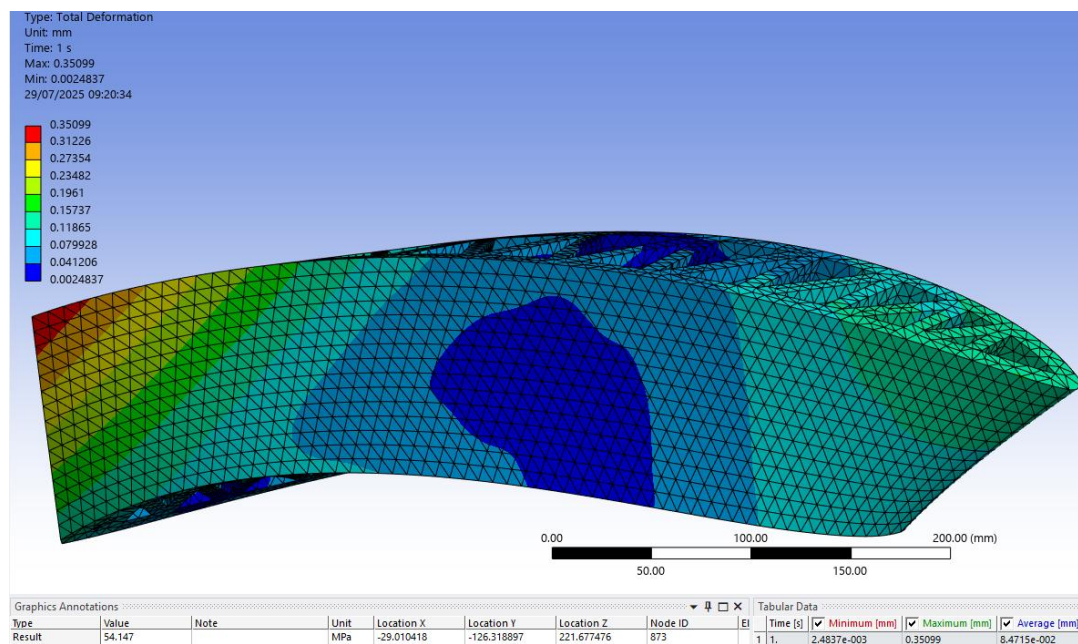 Type: Total Deformation
Unit: mm
Time: 1 s
Max: 0.35099
Min: 0.0024837
29/07/2025 09:20:34
0.35099
0.31226
0.27354
0.23482
0.1961
0.15737
0.11865
0.079928
0.041206
0.0024837
0.00 100.00 200.00 (mm)
50.00 150.00
Graphics Annotations Tabular Data
Type Value Note Unit Location X Location Y Location Z Node ID El Time [s] Minimum [mm] Maximum [mm] Average [mm]
Result 54.147 MPa -29.010418 -126.318897 221.677476 873 1 1. 2.4837e-003 0.35099 8.4715e-002